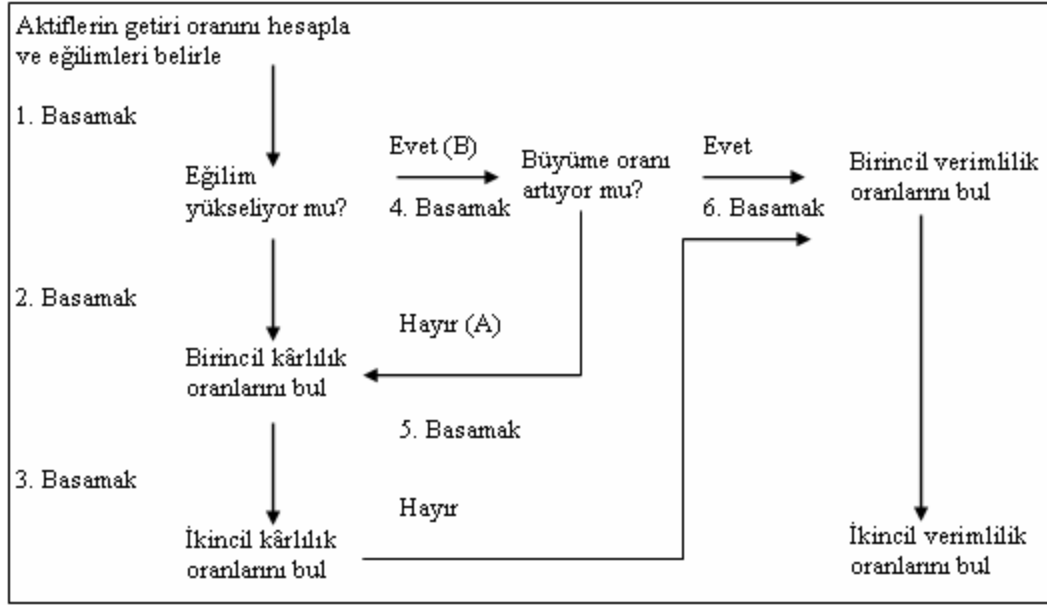 Aktiflerin getiri oranını hesapla
ve eğilimleri belirle
1. Basamak
Eğilim
yükseliyor mu?
Evet (B)
4. Basamak
Büyüme oranı
artıyor mu?
Evet
6. Basamak
Birincil verimlilik
oranlarını bul
2. Basamak
Hayır (A)
Birincil kârlılık
oranlarını bul
5. Basamak
3. Basamak
Hayır
İkincil kârlılık
oranlarını bul
İkincil verimlilik
oranlarını bul